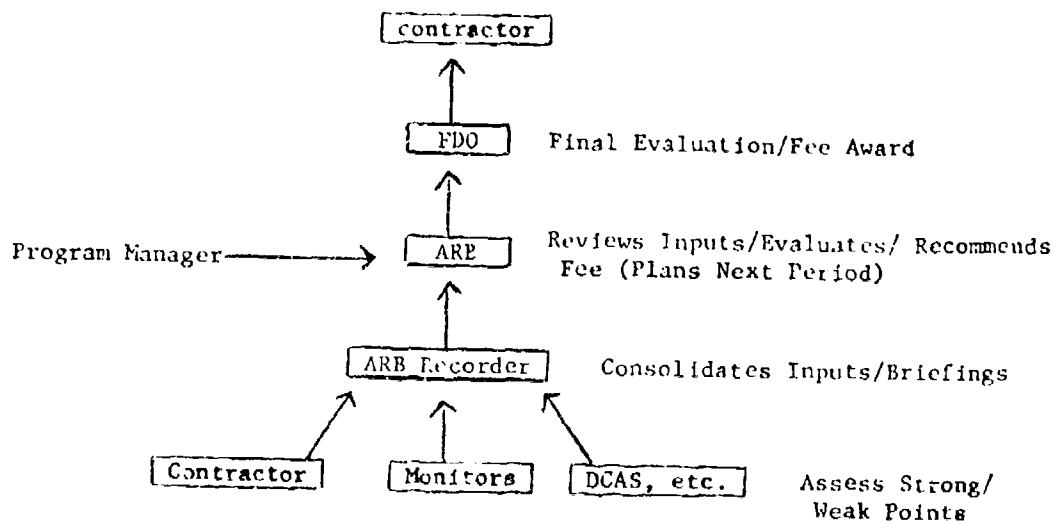 contractor
FDO Final Evaluation/Fee Award
Program Manager ARB Reviews Inputs/Evaluates/ Recommends
Fee (Plans Next Period)
ARB Recorder Consolidates Inputs/Briefings
Contractor Monitors DCAS, etc. Assess Strong/
Weak Points